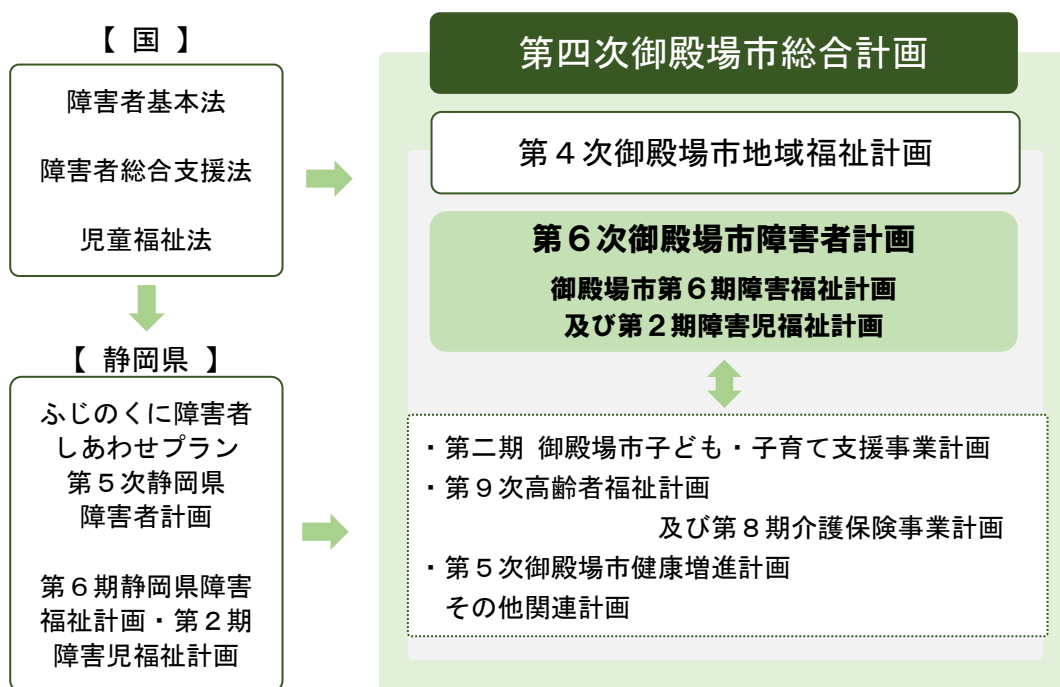 【 国 】
障害者基本法
障害者総合支援法
児童福祉法
【 静岡県 】
ふじのくに障害者
しあわせプラン
第５次静岡県
障害者計画
第６期静岡県障害
福祉計画・第２期
障害児福祉計画
第四次御殿場市総合計画
第４次御殿場市地域福祉計画
第６次御殿場市障害者計画
御殿場市第６期障害福祉計画
及び第２期障害児福祉計画
・第二期 御殿場市子ども・子育て支援事業計画
・第９次高齢者福祉計画
及び第８期介護保険事業計画
・第５次御殿場市健康増進計画
その他関連計画